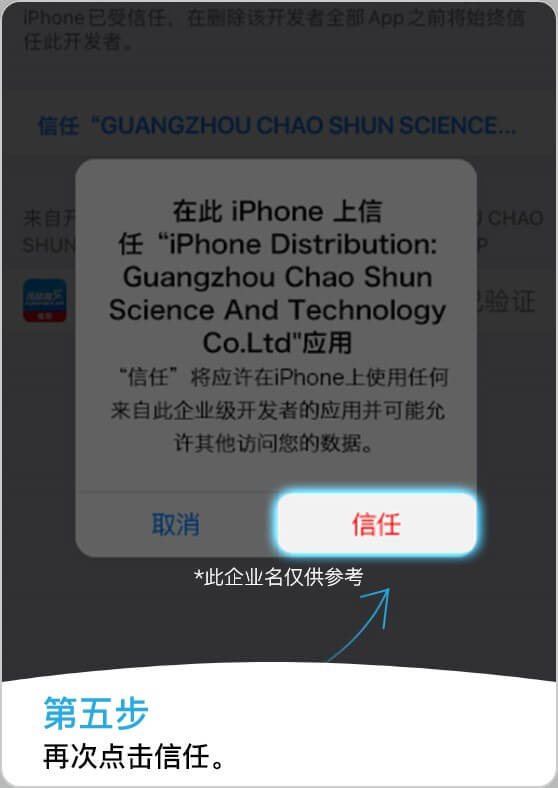 iPhone已受信任，在删除该开发者全部 App 之前将始终信
任此开发者。
信任“GUANGZHOU CHAO SHUN SCIENCE...
在此 iPhone 上信
任“iPhone Distribution:
Guangzhou Chao Shun
Science And Technology
Co.Ltd"应用
来自开
U CHAO
SHUN
P
已验证
“信任”将应许在iPhone上使用任何
来自此企业级开发者的应用并可能允
许其他访问您的数据。
取消
信任
*此企业名仅供参考
第五步
再次点击信任。